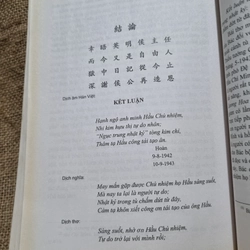 結論
幸遇英明侯主任
而今又是自由人
獄中日記從今止
深謝侯公再造恩
Dịch âm Hán-Việt:
KẾT LUẬN
Hạnh ngộ anh minh Hầu Chủ nhiệm,
Nhi kim hựu thị tự do nhân;
"Ngục trung nhật ký" tòng kim chỉ,
Thâm tạ Hầu công tái tạo ân.
Hoàn
9-8-1942
10-9-1943
Dịch nghĩa:
May mắn gặp được Chủ nhiệm họ Hầu sáng suốt,
Mà nay ta lại là người tự do;
Nhật ký trong tù chấm dứt từ đây,
Cảm tạ khôn xiết công ơn tái tạo của ông Hầu.
Dịch thơ:
Sáng suốt, nhờ ơn Hầu Chủ nhiệm,
Tự do trở lại với mình rồi;